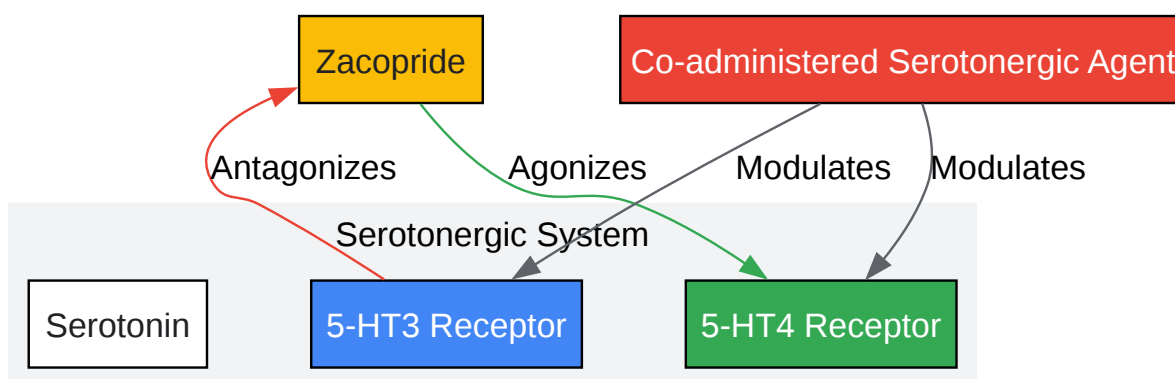 Zacopride
Co-administered Serotonergic Agent
Antagonizes
Agonizes
Modulates
Modulates
Serotonergic System
Serotonin
5-HT3 Receptor
5-HT4 Receptor